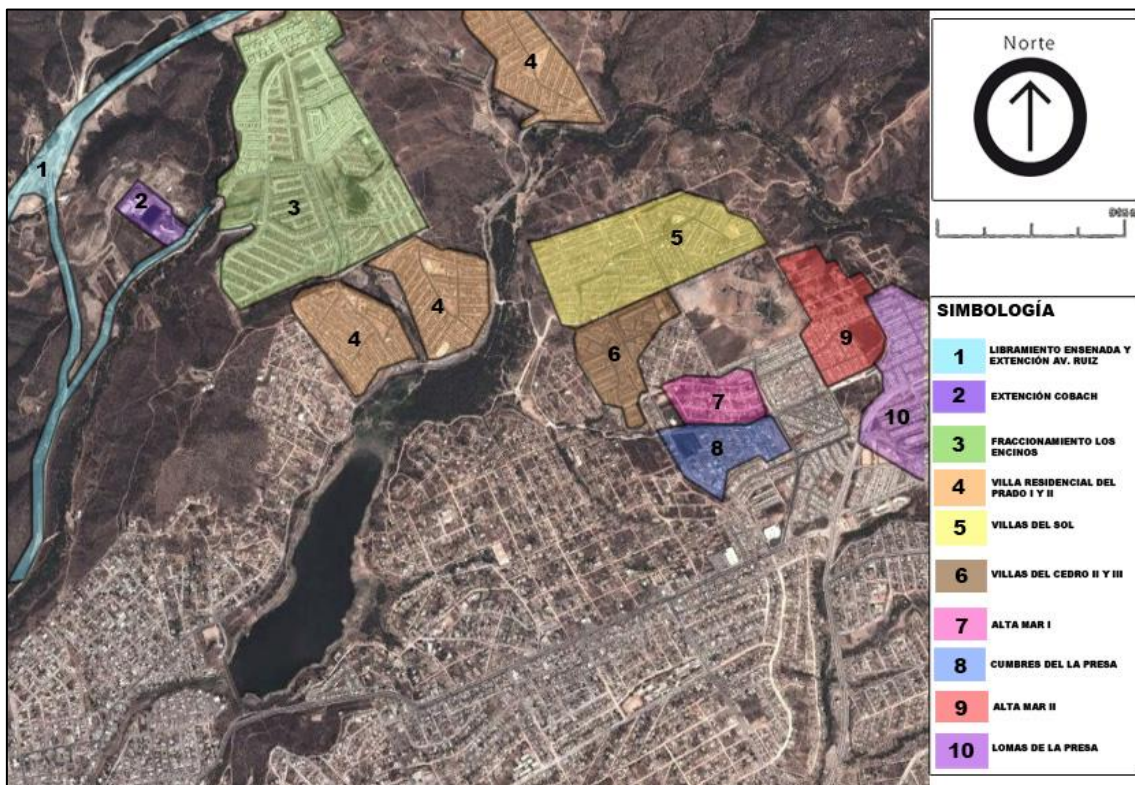 1
2
3
4
4
4
5
6
7
8
9
10
Norte
SIMBOLOGÍA
1 LIBRAMIENTO ENSENADA Y
EXTENCIÓN AV. RUIZ
2 EXTENCIÓN COBACH
3 FRACCIONAMIENTO LOS
ENCINOS
4 VILLA RESIDENCIAL DEL
PRADO I Y II
5 VILLAS DEL SOL
6 VILLAS DEL CEDRO II Y III
7 ALTA MAR I
8 CUMBRES DEL LA PRESA
9 ALTA MAR II
10 LOMAS DE LA PRESA